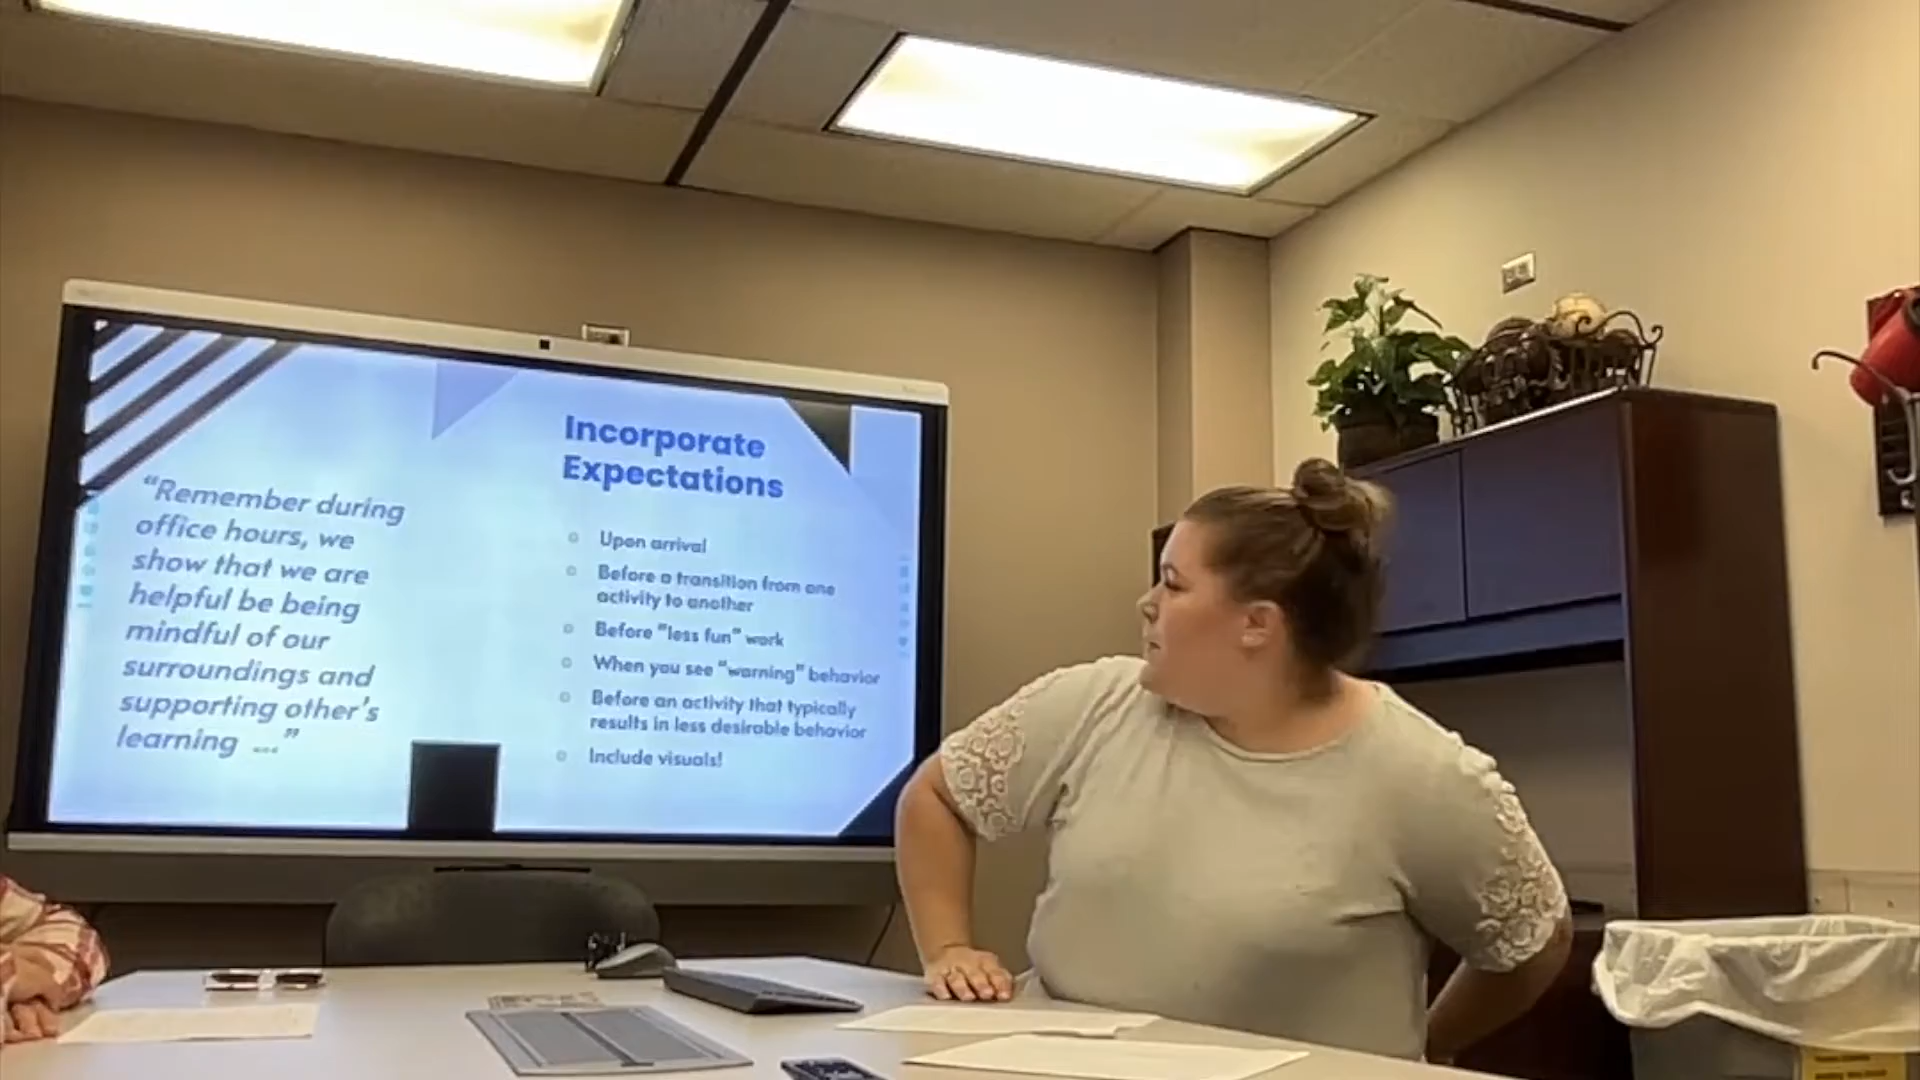 “Remember during
office hours, we
show that we are
helpful be being
mindful of our
surroundings and
supporting other’s
learning ...”
Incorporate
Expectations
Upon arrival
Before a transition from one
activity to another
Before "less fun" work
When you see "warning" behavior
Before an activity that typically
results in less desirable behavior
Include visuals!